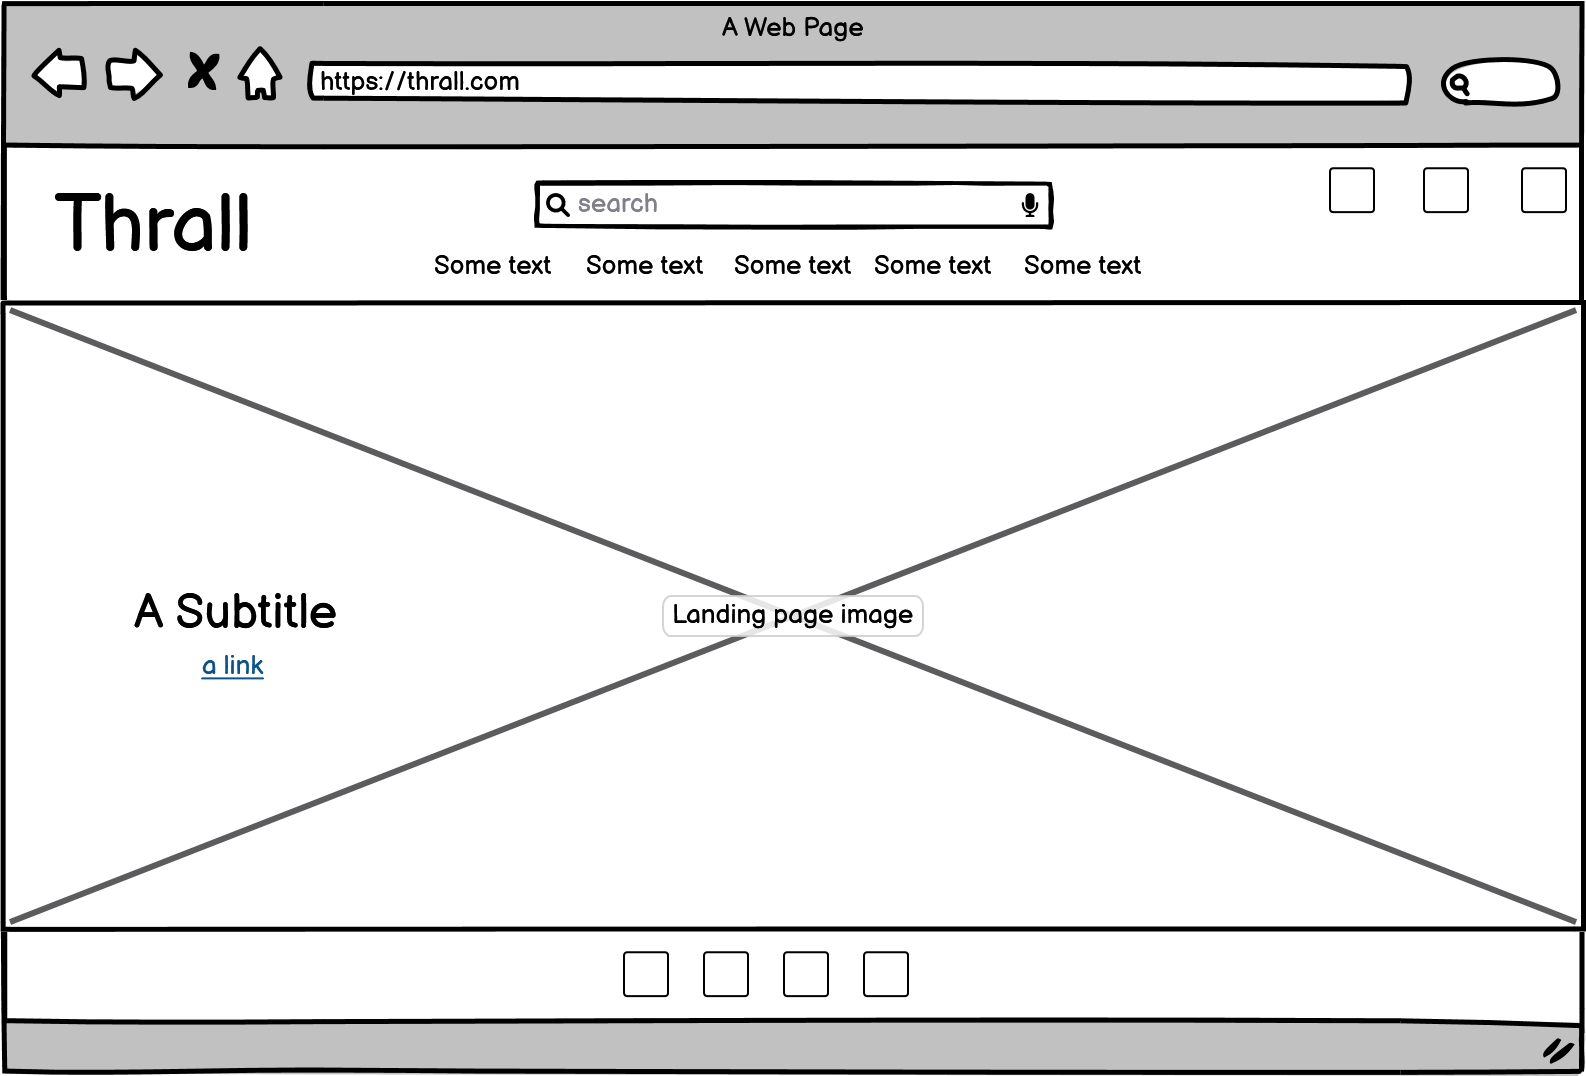 A Web Page
https://thrall.com
Thrall
search
Some text Some text Some text Some text Some text
Landing page image
A Subtitle
a link